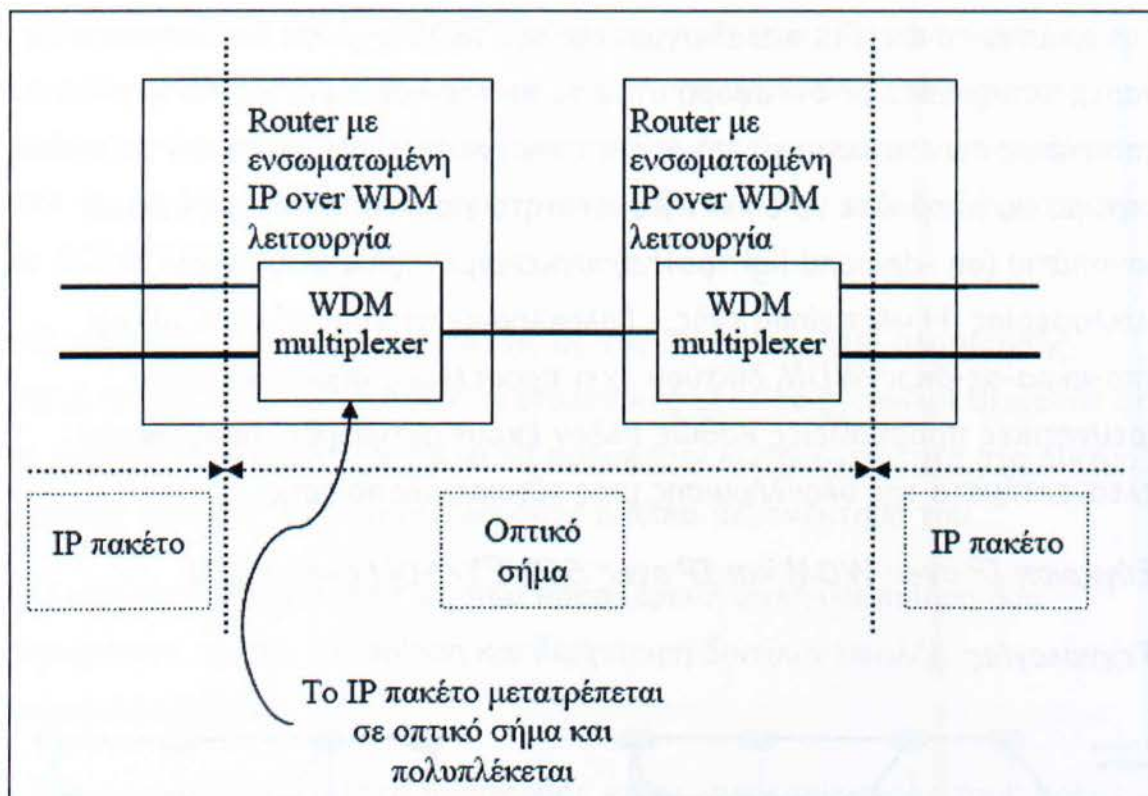 Router με
ενσωματωμένη
IP over WDM
λειτουργία
WDM
multiplexer
Router με
ενσωματωμένη
IP over WDM
λειτουργία
WDM
multiplexer
IP πακέτο
Οπτικό
σήμα
IP πακέτο
Το IP πακέτο μετατρέπεται
σε οπτικό σήμα και
πολυπλέκεται